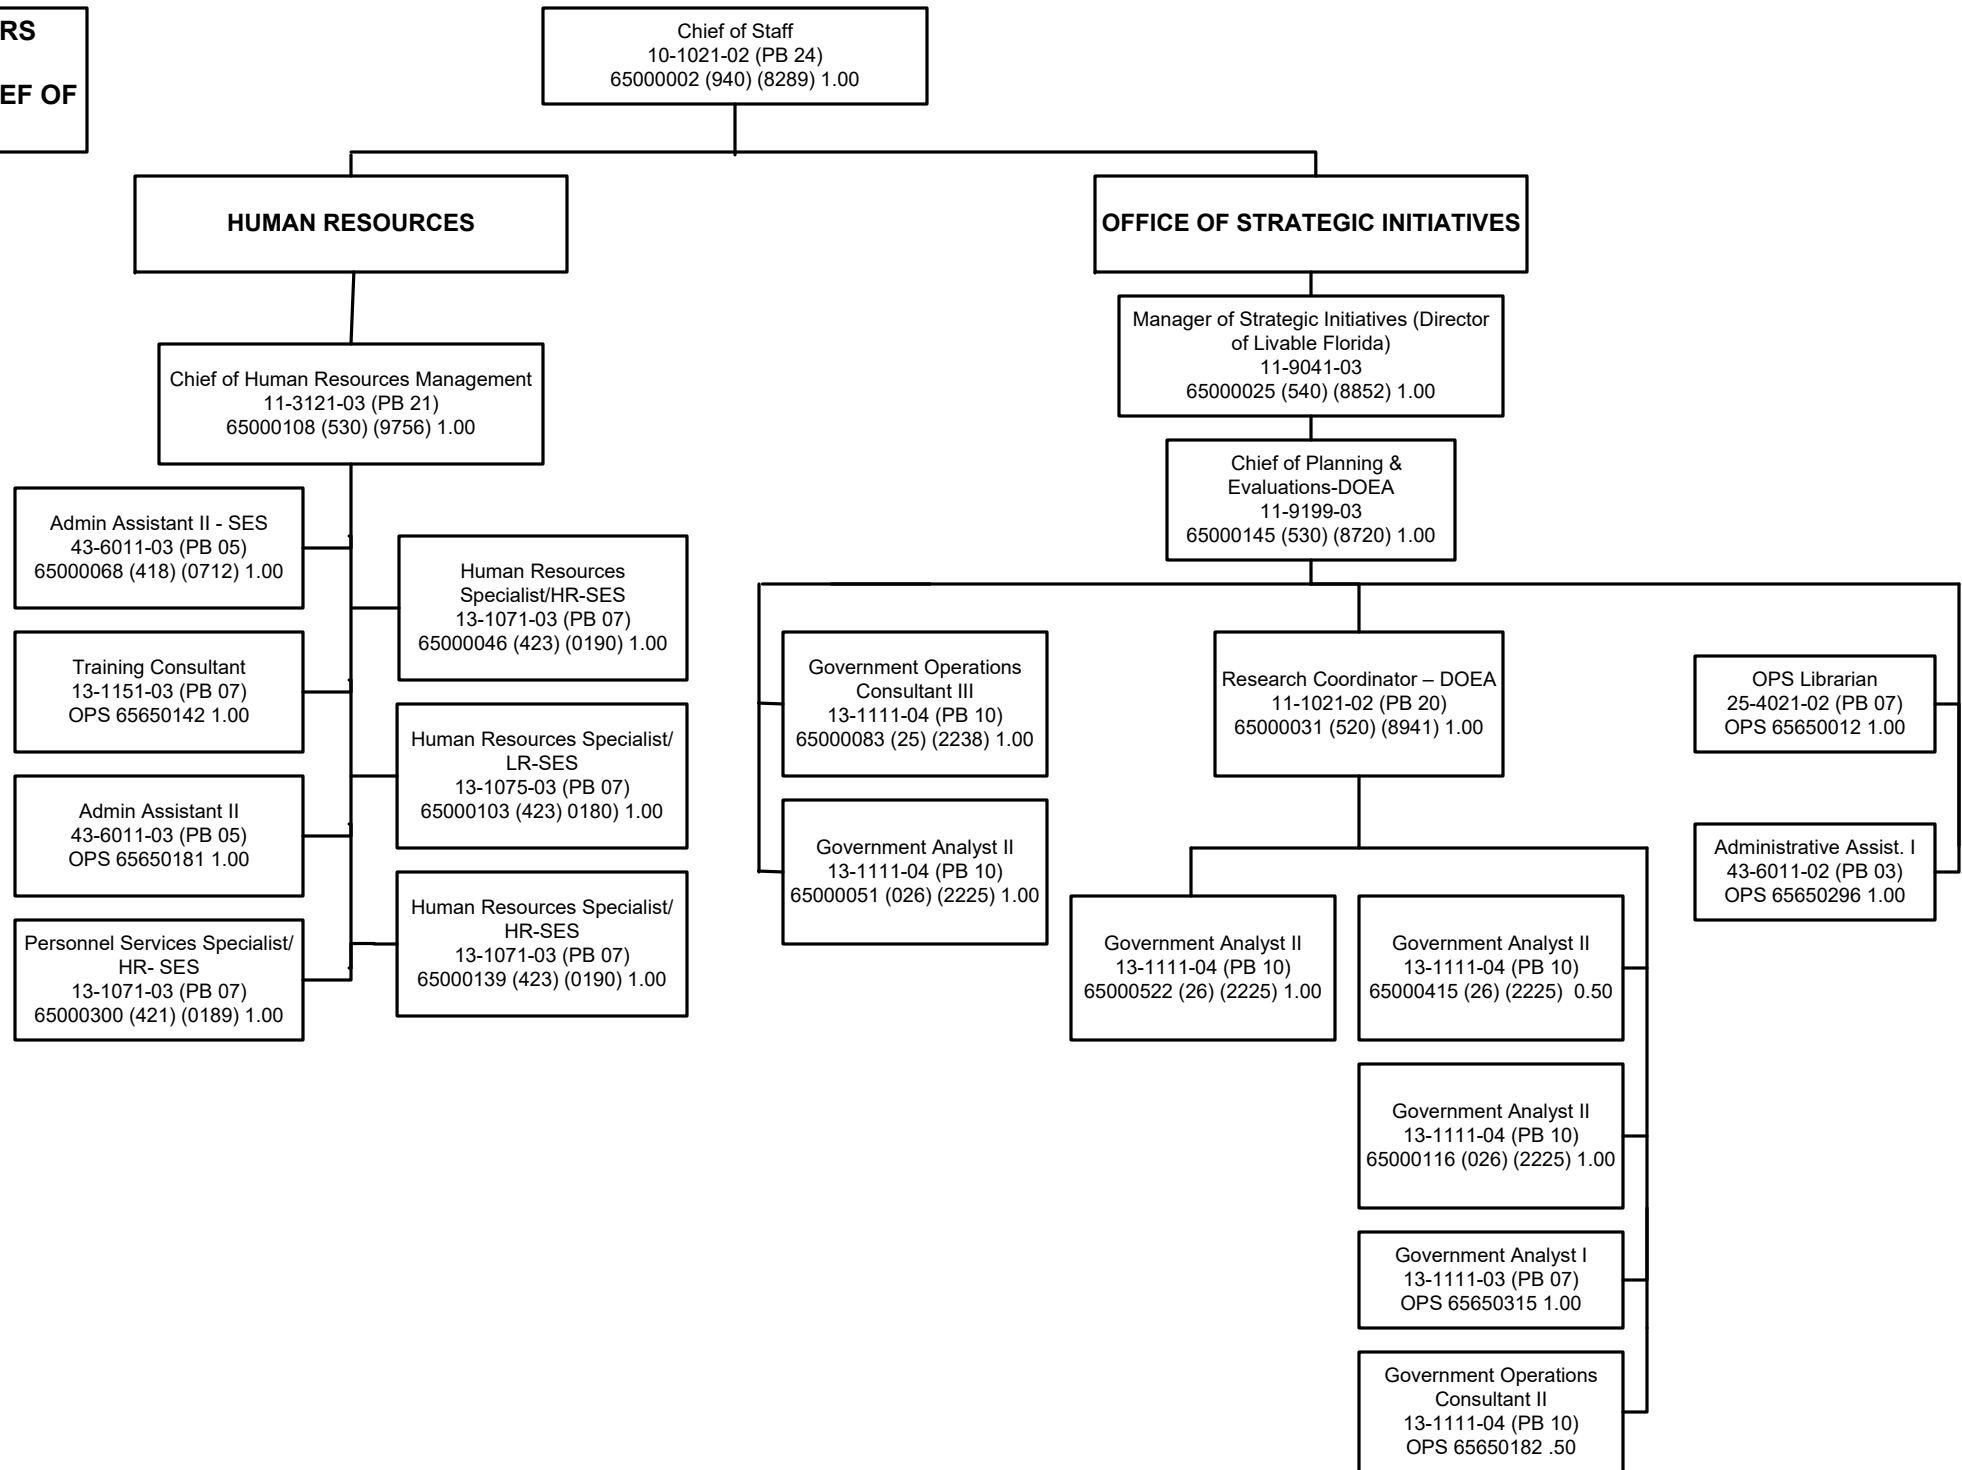 RS
EF OF
Chief of Staff
10-1021-02 (PB 24)
65000002 (940) (8289) 1.00
HUMAN RESOURCES
Chief of Human Resources Management
11-3121-03 (PB 21)
65000108 (530) (9756) 1.00
Admin Assistant II - SES
43-6011-03 (PB 05)
65000068 (418) (0712) 1.00
Training Consultant
13-1151-03 (PB 07)
OPS 65650142 1.00
Admin Assistant II
43-6011-03 (PB 05)
OPS 65650181 1.00
Personnel Services Specialist/
HR- SES
13-1071-03 (PB 07)
65000300 (421) (0189) 1.00
Human Resources
Specialist/HR-SES
13-1071-03 (PB 07)
65000046 (423) (0190) 1.00
Human Resources Specialist/
LR-SES
13-1075-03 (PB 07)
65000103 (423) 0180) 1.00
Human Resources Specialist/
HR-SES
13-1071-03 (PB 07)
65000139 (423) (0190) 1.00
OFFICE OF STRATEGIC INITIATIVES
Manager of Strategic Initiatives (Director
of Livable Florida)
11-9041-03
65000025 (540) (8852) 1.00
Chief of Planning &
Evaluations-DOEA
11-9199-03
65000145 (530) (8720) 1.00
Government Operations
Consultant III
13-1111-04 (PB 10)
65000083 (25) (2238) 1.00
Government Analyst II
13-1111-04 (PB 10)
65000051 (026) (2225) 1.00
Research Coordinator – DOEA
11-1021-02 (PB 20)
65000031 (520) (8941) 1.00
Government Analyst II
13-1111-04 (PB 10)
65000522 (26) (2225) 1.00
Government Analyst II
13-1111-04 (PB 10)
65000415 (26) (2225)  0.50
Government Analyst II
13-1111-04 (PB 10)
65000116 (026) (2225) 1.00
Government Analyst I
13-1111-03 (PB 07)
OPS 65650315 1.00
Government Operations
Consultant II
13-1111-04 (PB 10)
OPS 65650182 .50
OPS Librarian
25-4021-02 (PB 07)
OPS 65650012 1.00
Administrative Assist. I
43-6011-02 (PB 03)
OPS 65650296 1.00